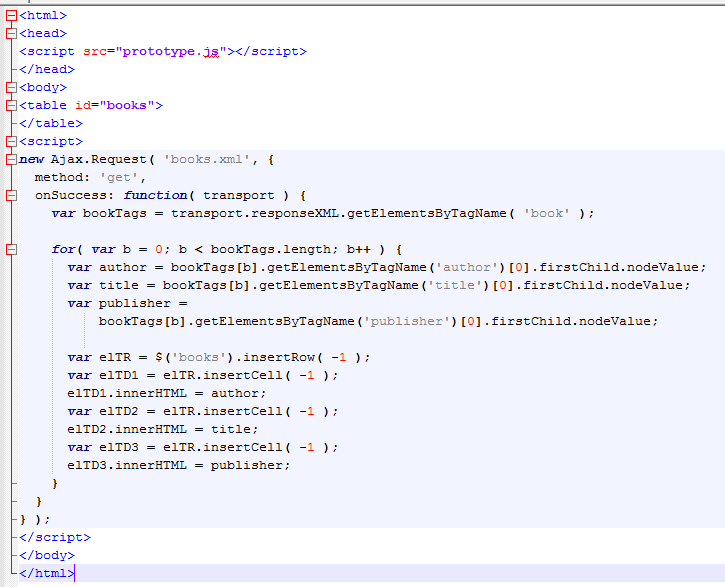 <html>
<head>
<script src="prototype.js"></script>
</head>
<body>
<table id="books">
</table>
<script>
new Ajax.Request( 'books.xml', {
  method: 'get',
  onSuccess: function( transport ) {
    var bookTags = transport.responseXML.getElementsByTagName( 'book' );

    for( var b = 0; b < bookTags.length; b++ ) {
      var author = bookTags[b].getElementsByTagName('author')[0].firstChild.nodeValue;
      var title = bookTags[b].getElementsByTagName('title')[0].firstChild.nodeValue;
      var publisher =
          bookTags[b].getElementsByTagName('publisher')[0].firstChild.nodeValue;

      var elTR = $('books').insertRow( -1 );
      var elTD1 = elTR.insertCell( -1 );
      elTD1.innerHTML = author;
      var elTD2 = elTR.insertCell( -1 );
      elTD2.innerHTML = title;
      var elTD3 = elTR.insertCell( -1 );
      elTD3.innerHTML = publisher;
    }
  }
} );
</script>
</body>
</html>